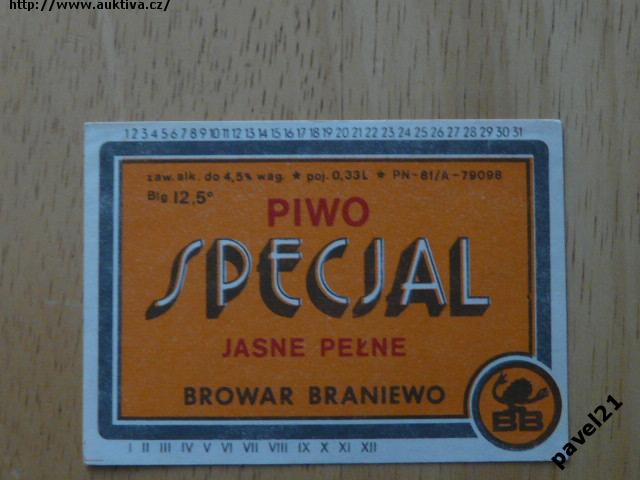 http://www.auktiva.cz/
1 2 3 4 5 6 7 8 9 10 11 12 13 14 15 16 17 18 19 20 21 22 23 24 25 26 27 28 29 30 31
zaw. alk. do 4,5% wag. ★ poj. 0,33L ★ PN-81/A-79098
Blg 12,5°
PIWO
SPECJAL
JASNE PEŁNE
BROWAR BRANIEWO
BB
I II III IV V VI VII VIII IX X XI XII
pavel21